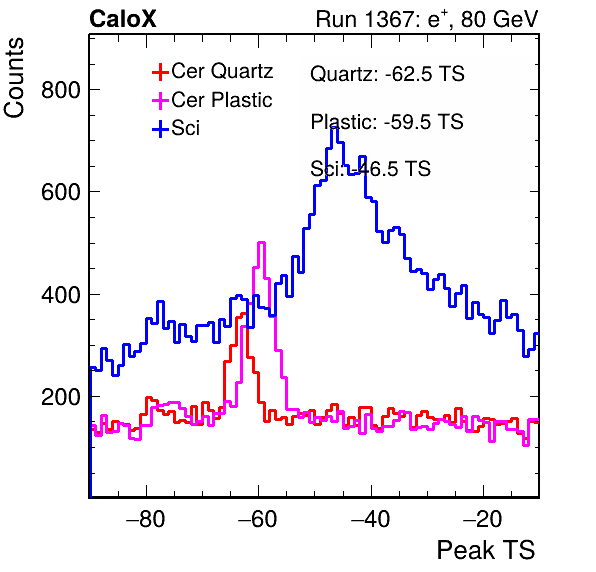 CaloX
Run 1367: e+, 80 GeV
Counts
Cer Quartz
Cer Plastic
Sci
Quartz: -62.5 TS
Plastic: -59.5 TS
Sci: -46.5 TS
800
600
400
200
−80
−60
−40
−20
Peak TS